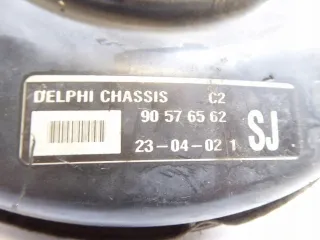 DELPHI CHASSIS C2
90 57 65 62
23-04-02 1 SJ